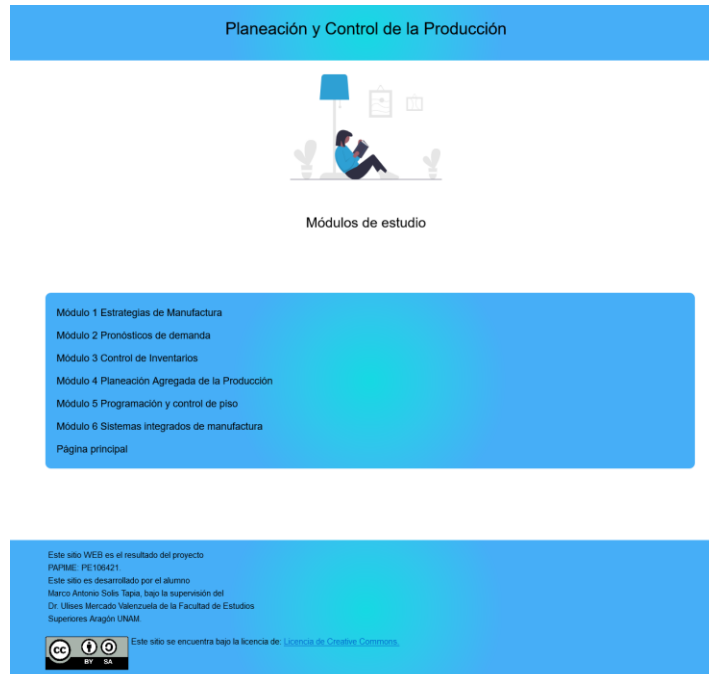 Planeación y Control de la Producción
Módulos de estudio
Módulo 1 Estrategias de Manufactura
Módulo 2 Pronósticos de demanda
Módulo 3 Control de Inventarios
Módulo 4 Planeación Agregada de la Producción
Módulo 5 Programación y control de piso
Módulo 6 Sistemas integrados de manufactura
Página principal
Este sitio WEB es el resultado del proyecto
PAPIME: PE106421.
Este sitio es desarrollado por el alumno
Marco Antonio Solis Tapia, bajo la supervisión del
Dr. Ulises Mercado Valenzuela de la Facultad de Estudios
Superiores Aragón UNAM.
Este sitio se encuentra bajo la licencia de: Licencia de Creative Commons.
cc BY SA